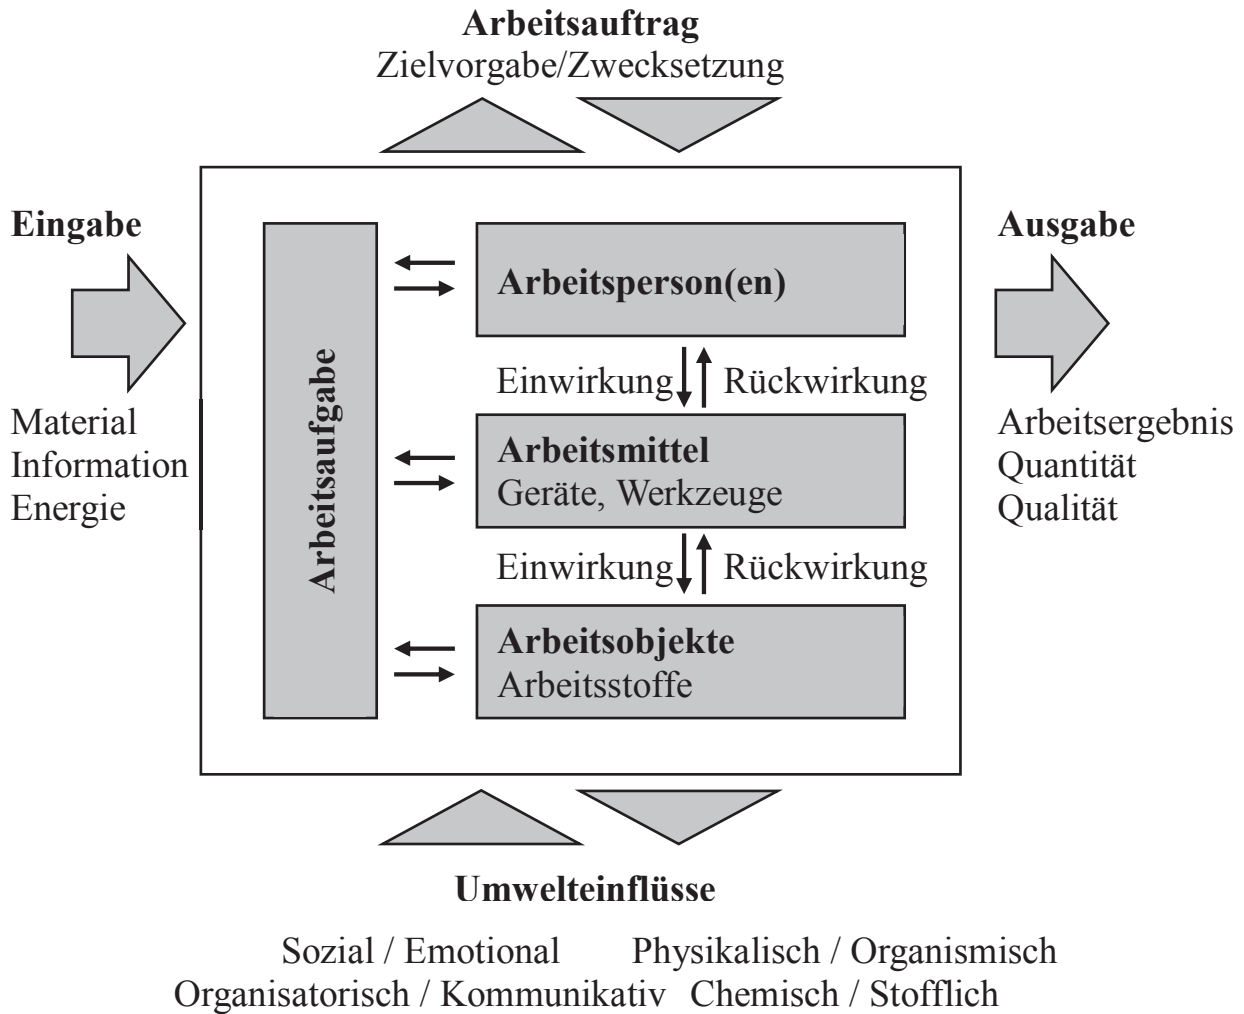 Arbeitsauftrag
Zielvorgabe/Zwecksetzung
Eingabe
Material
Information
Energie
Arbeitsaufgabe
Arbeitsperson(en)
Einwirkung Rückwirkung
Arbeitsmittel
Geräte, Werkzeuge
Einwirkung Rückwirkung
Arbeitsobjekte
Arbeitsstoffe
Ausgabe
Arbeitsergebnis
Quantität
Qualität
Umwelteinflüsse
Sozial / Emotional Physikalisch / Organismisch
Organisatorisch / Kommunikativ Chemisch / Stofflich